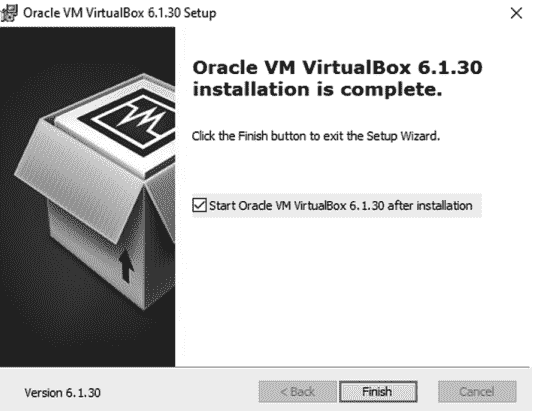 Oracle VM VirtualBox 6.1.30 Setup
Oracle VM VirtualBox 6.1.30
installation is complete.
Click the Finish button to exit the Setup Wizard.
Start Oracle VM VirtualBox 6.1.30 after installation
Version 6.1.30
< Back
Finish
Cancel